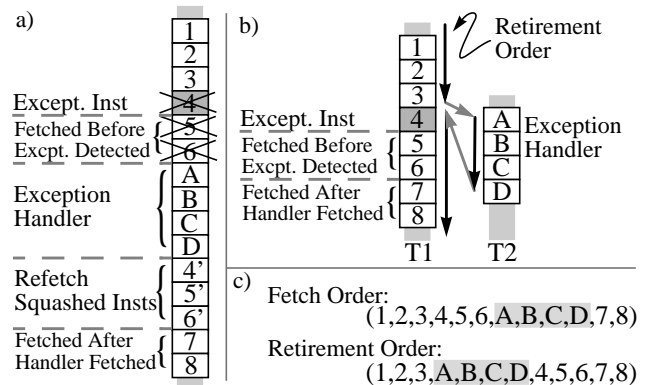 a)
1
2
3
Except. Inst
4
Fetched Before
Excpt. Detected
5
6
Exception
Handler
A
B
C
D
Refetch
Squashed Insts
4’
5’
6’
Fetched After
Handler Fetched
7
8
b)
Retirement
Order
1
2
3
Except. Inst
4
Fetched Before
Excpt. Detected
5
6
Fetched After
Handler Fetched
7
8
T1
A
B
C
D
Exception
Handler
T2
c)
Fetch Order:
(1,2,3,4,5,6,A,B,C,D,7,8)
Retirement Order:
(1,2,3,A,B,C,D,4,5,6,7,8)